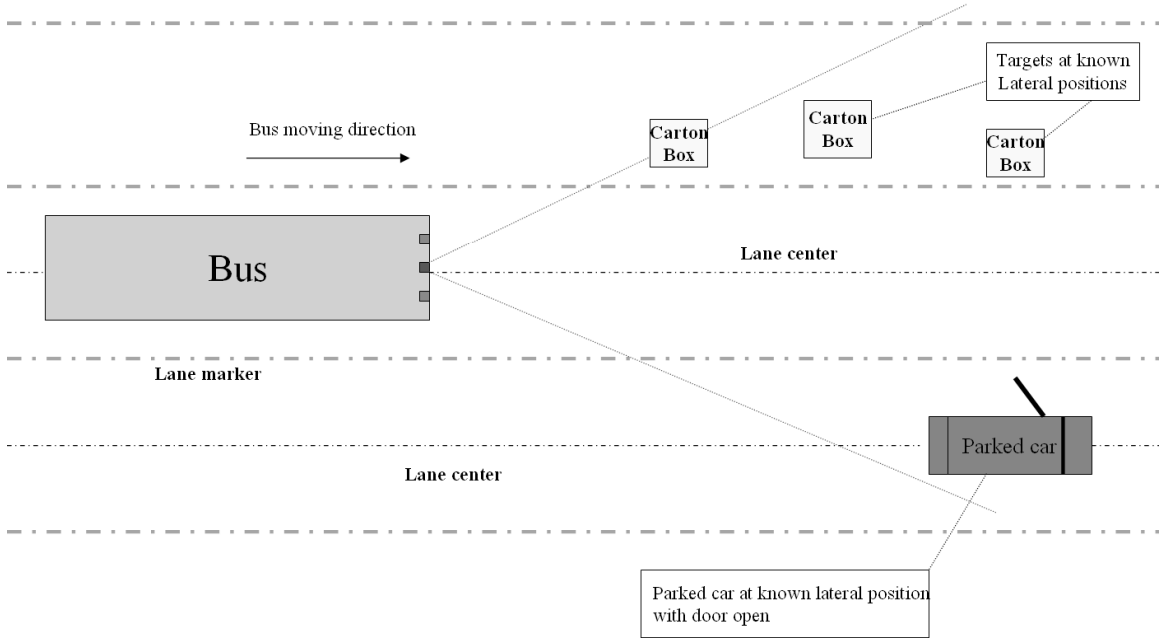 Targets at known
Lateral positions
Bus moving direction
Carton
Box
Carton
Box
Carton
Box
Bus
Lane center
Lane marker
Parked car
Lane center
Parked car at known lateral position
with door open